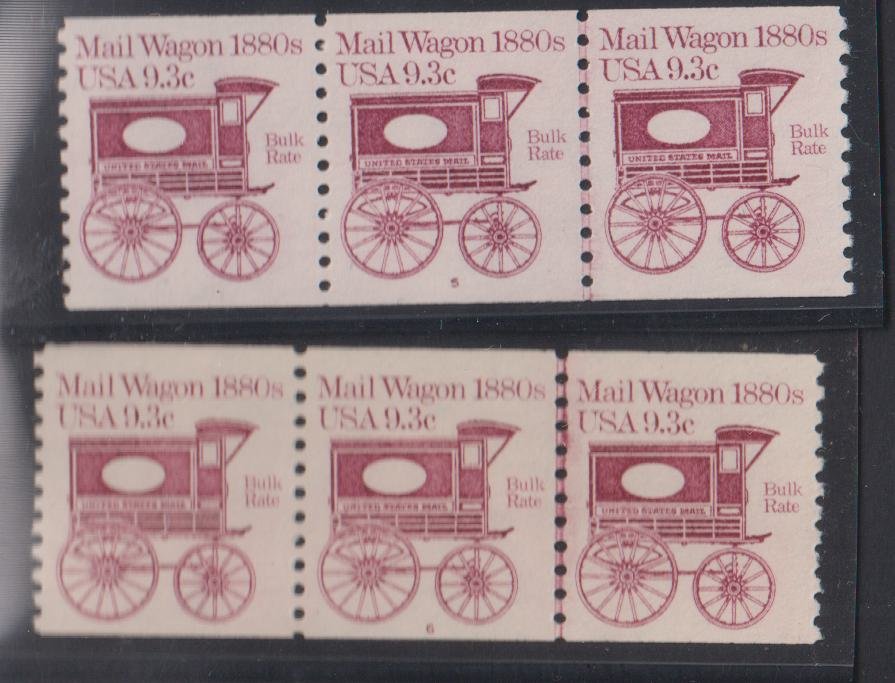 Mail Wagon 1880s
USA 9.3c
Bulk
Rate
UNITED STATES MAIL
Mail Wagon 1880s
USA 9.3c
Bulk
Rate
UNITED STATES MAIL
5
Mail Wagon 1880s
USA 9.3c
Bulk
Rate
UNITED STATES MAIL
Mail Wagon 1880s
USA 9.3c
Bulk
Rate
UNITED STATES MAIL
Mail Wagon 1880s
USA 9.3c
Bulk
Rate
UNITED STATES MAIL
6
Mail Wagon 1880s
USA 9.3c
Bulk
Rate
UNITED STATES MAIL